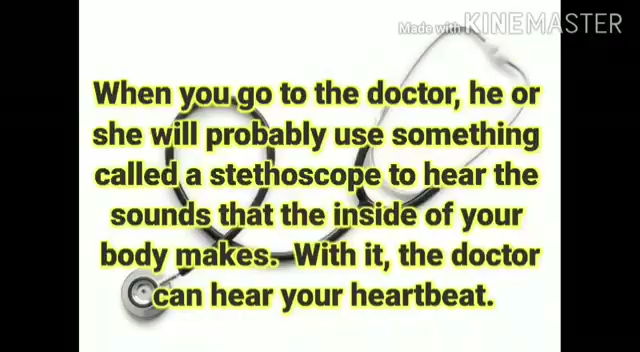 Made with KINEMASTER
When you go to the doctor, he or
she will probably use something
called a stethoscope to hear the
sounds that the inside of your
body makes. With it, the doctor
can hear your heartbeat.